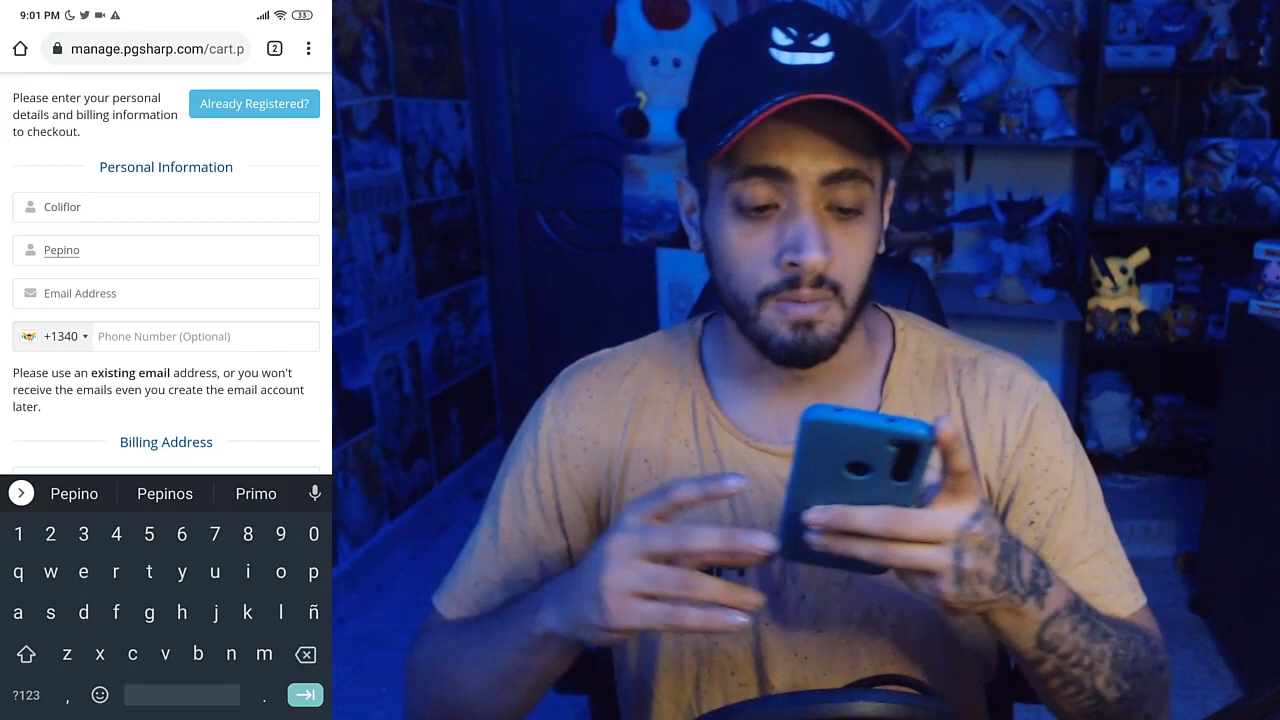 9:01 PM
33
manage.pgsharp.com/cart.p
2
Please enter your personal
details and billing information
to checkout.
Already Registered?
Personal Information
Coliflor
Pepino
Email Address
+1340
Phone Number (Optional)
Please use an existing email address, or you won't
receive the emails even you create the email account
later.
Billing Address
Pepino Pepinos Primo
1 2 3 4 5 6 7 8 9 0
q w e r t y u i o p
a s d f g h j k l ñ
z x c v b n m
?123 , .